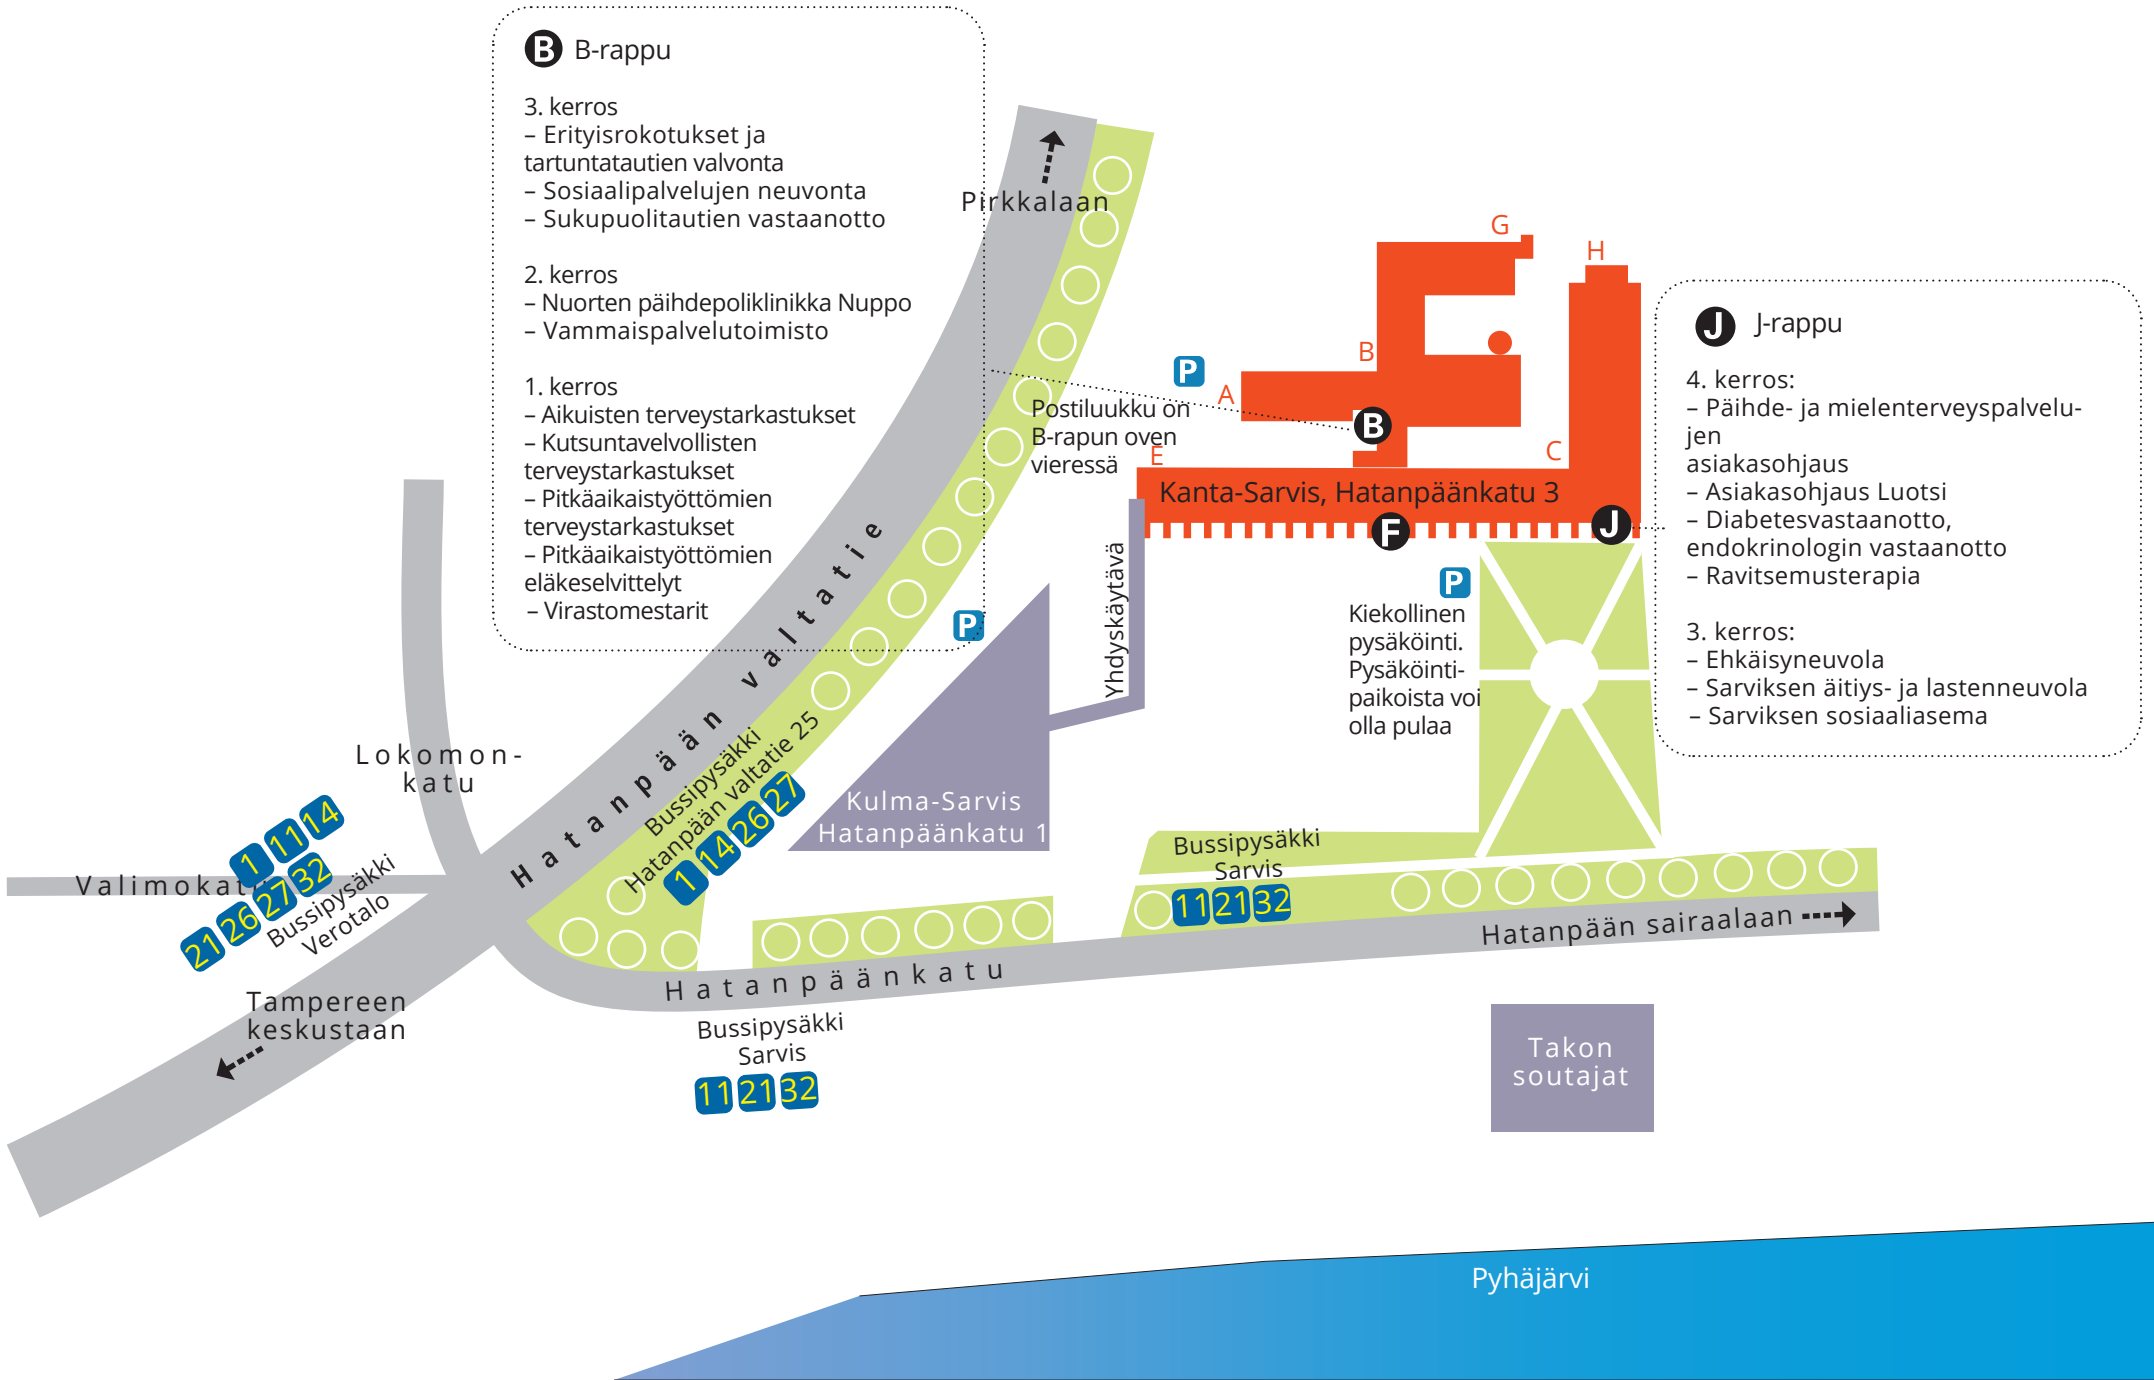 B B-rappu
3. kerros
– Erityisrokotukset ja
tartuntatautien valvonta
– Sosiaalipalvelujen neuvonta
– Sukupuolitautien vastaanotto
2. kerros
– Nuorten päihdepoliklinikka Nuppo
– Vammaispalvelutoimisto
1. kerros
– Aikuisten terveystarkastukset
– Kutsuntavelvollisten
terveystarkastukset
– Pitkäaikaistyöttömien
terveystarkastukset
– Pitkäaikaistyöttömien
eläkeselvittelyt
– Virastomestarit
Pirkkalaan
G
H
B
A
P
E
C
B
Postiluukku on
B-rapun oven
vieressä
Kanta-Sarvis, Hatanpäänkatu 3
F
J
J J-rappu
4. kerros:
– Päihde- ja mielenterveyspalvelu-
jen
asiakasohjaus
– Asiakasohjaus Luotsi
– Diabetesvastaanotto,
endokrinologin vastaanotto
– Ravitsemusterapia
3. kerros:
– Ehkäisyneuvola
– Sarviksen äitiys- ja lastenneuvola
– Sarviksen sosiaaliasema
P
Kiekollinen
pysäköinti.
Pysäköinti-
paikoista voi
olla pulaa
Yhdyskäytävä
P
Hatanpään valtatie
Bussipysäkki
Hatanpään valtatie 25
1 14 26 27
Kulma-Sarvis
Hatanpäänkatu 1
Lokomon-
katu
Valimokatu
1 11 14
21 26 27 32
Bussipysäkki
Verotalo
Tampereen
keskustaan
Bussipysäkki
Sarvis
11 21 32
Hatanpään sairaalaan
Hatanpäänkatu
Bussipysäkki
Sarvis
11 21 32
Takon
soutajat
Pyhäjärvi